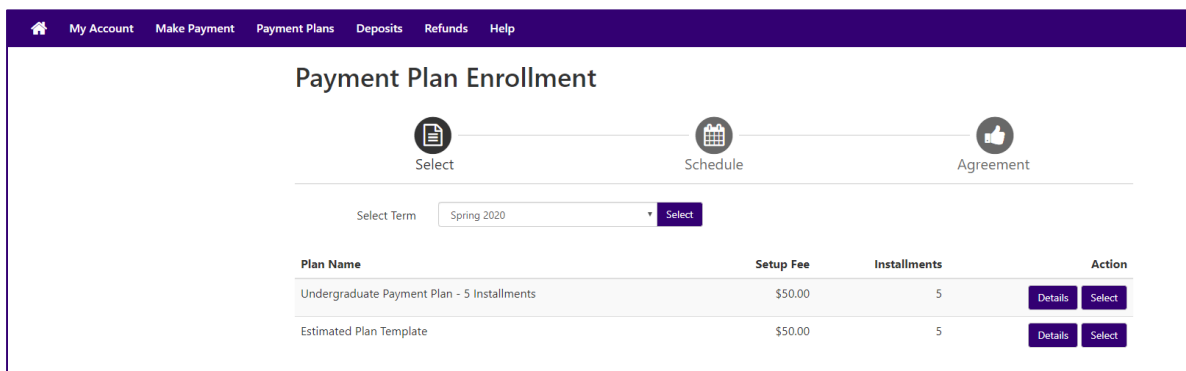 My Account Make Payment Payment Plans Deposits Refunds Help
Payment Plan Enrollment
Select Schedule Agreement
Select Term Spring 2020 Select
Plan Name Setup Fee Installments Action
Undergraduate Payment Plan - 5 Installments $50.00 5 Details Select
Estimated Plan Template $50.00 5 Details Select